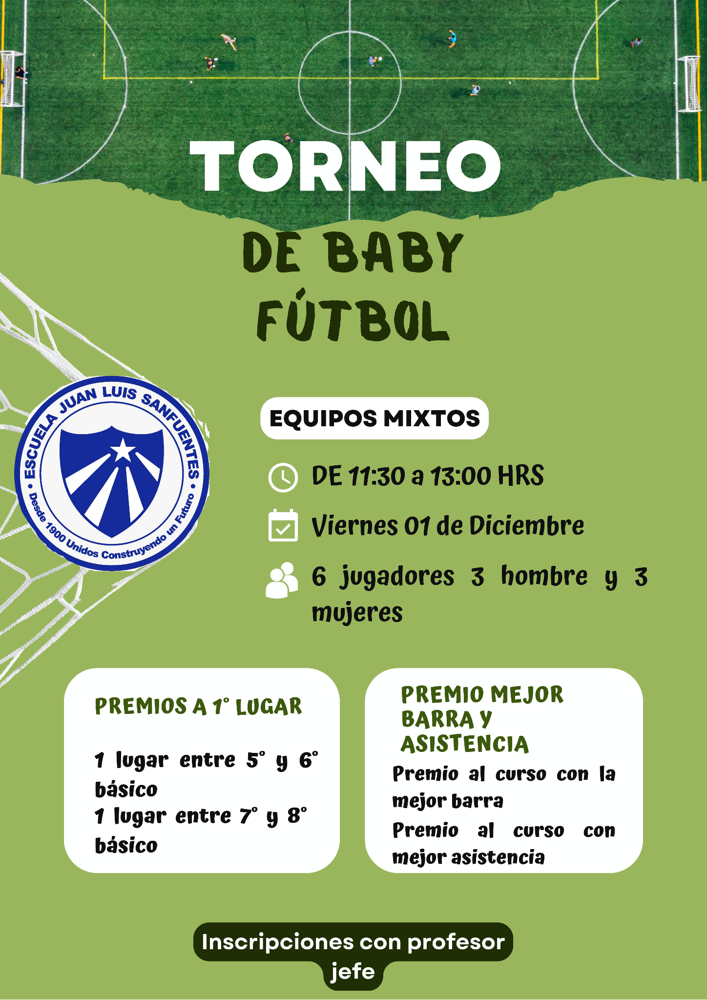 TORNEO
DE BABY
FÚTBOL
ESCUELA JUAN LUIS SANFUENTES
• Desde 1900 Unidos Construyendo un Futuro •
EQUIPOS MIXTOS
DE 11:30 a 13:00 HRS
Viernes 01 de Diciembre
6 jugadores 3 hombre y 3
mujeres
PREMIOS A 1° LUGAR
1 lugar entre 5° y 6°
básico
1 lugar entre 7° y 8°
básico
PREMIO MEJOR
BARRA Y
ASISTENCIA
Premio al curso con la
mejor barra
Premio al curso con
mejor asistencia
Inscripciones con profesor
jefe